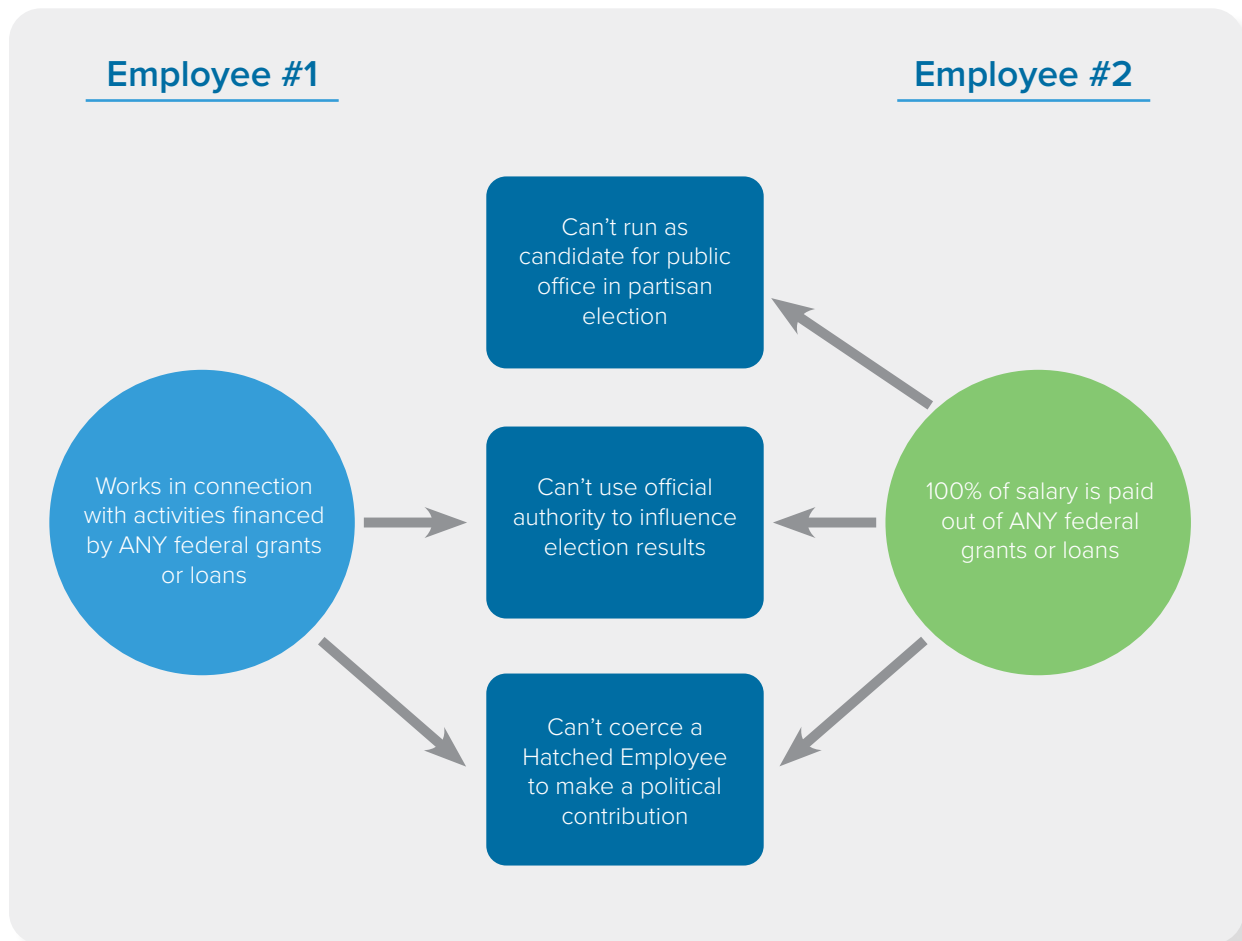 Employee #1
Employee #2
Can’t run as
candidate for public
office in partisan
election
Works in connection
with activities financed
by ANY federal grants
or loans
Can’t use official
authority to influence
election results
100% of salary is paid
out of ANY federal
grants or loans
Can’t coerce a
Hatched Employee
to make a political
contribution